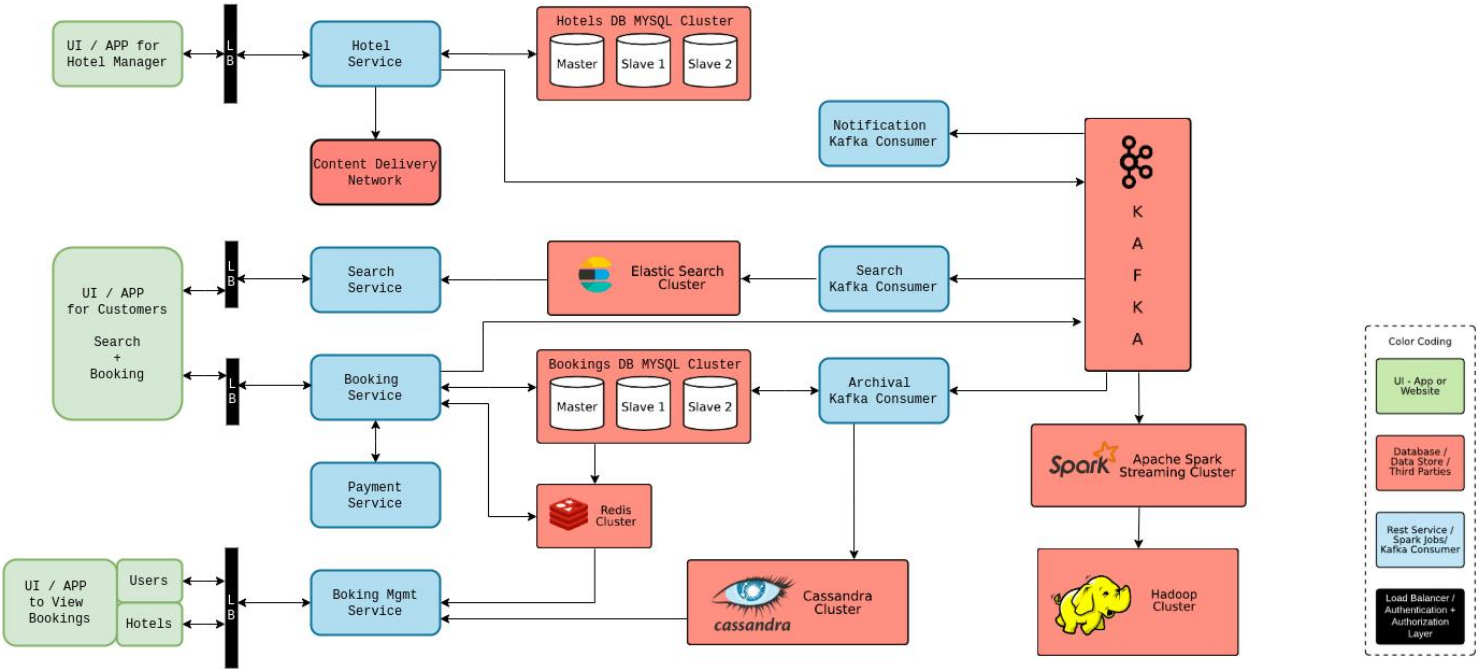 UI / APP for
Hotel Manager
L
B
Hotel
Service
Hotels DB MYSQL Cluster
Master
Slave 1
Slave 2
Content Delivery
Network
Notification
Kafka Consumer
K
A
F
K
A
UI / APP
for Customers
Search
+
Booking
L
B
Search
Service
Elastic Search
Cluster
Search
Kafka Consumer
L
B
Booking
Service
Bookings DB MYSQL Cluster
Master
Slave 1
Slave 2
Archival
Kafka Consumer
Payment
Service
Redis
Cluster
Spark
Apache Spark
Streaming Cluster
UI / APP
to View
Bookings
Users
Hotels
L
B
Boking Mgmt
Service
cassandra
Cassandra
Cluster
Hadoop
Cluster
Color Coding
UI - App or
Website
Database /
Data Store /
Third Parties
Rest Service /
Spark Jobs/
Kafka Consumer
Load Balancer /
Authentication +
Authorization
Layer